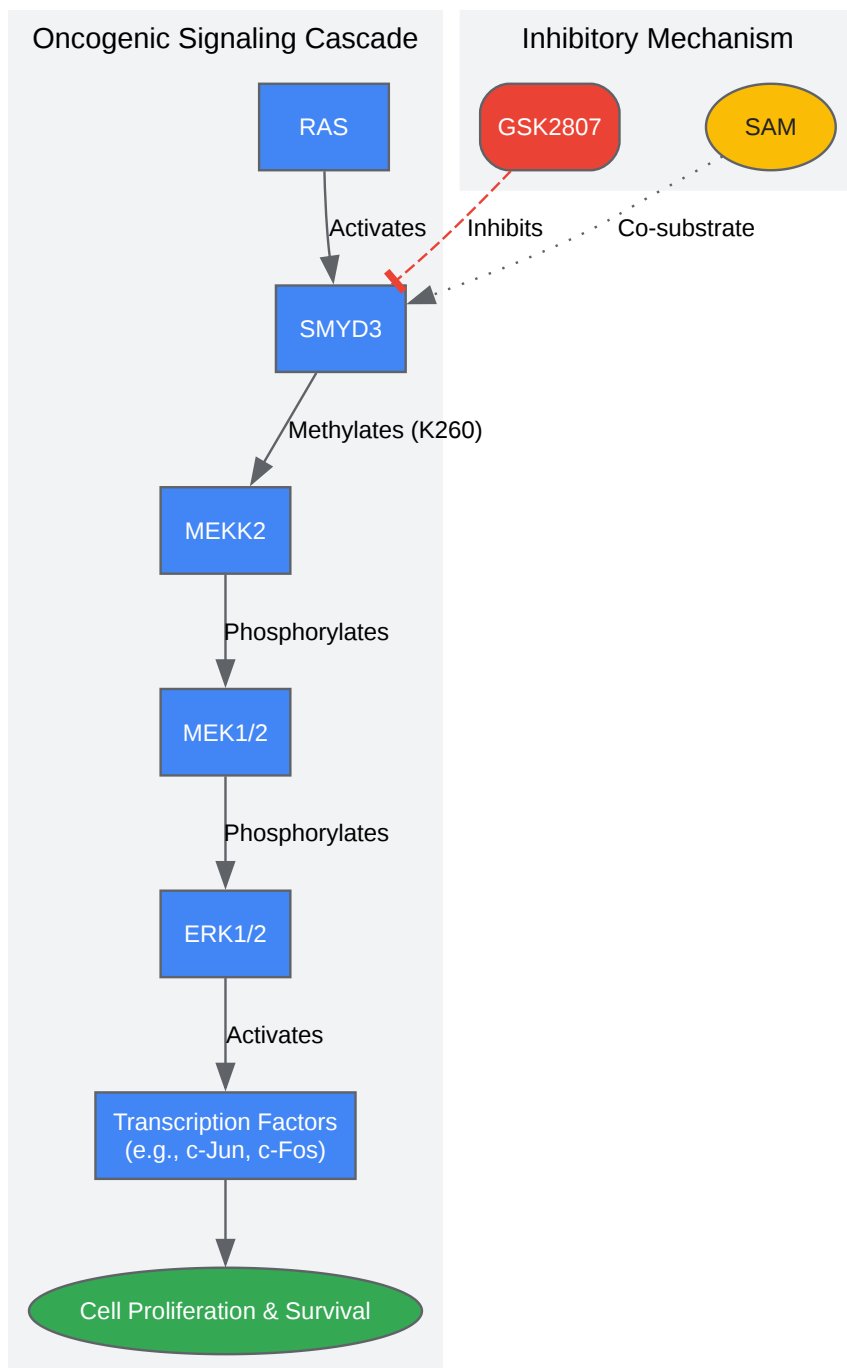 Oncogenic Signaling Cascade
Inhibitory Mechanism
RAS
GSK2807
SAM
Activates
Inhibits
Co-substrate
SMYD3
Methylates (K260)
MEKK2
Phosphorylates
MEK1/2
Phosphorylates
ERK1/2
Activates
Transcription Factors
(e.g., c-Jun, c-Fos)
Cell Proliferation & Survival